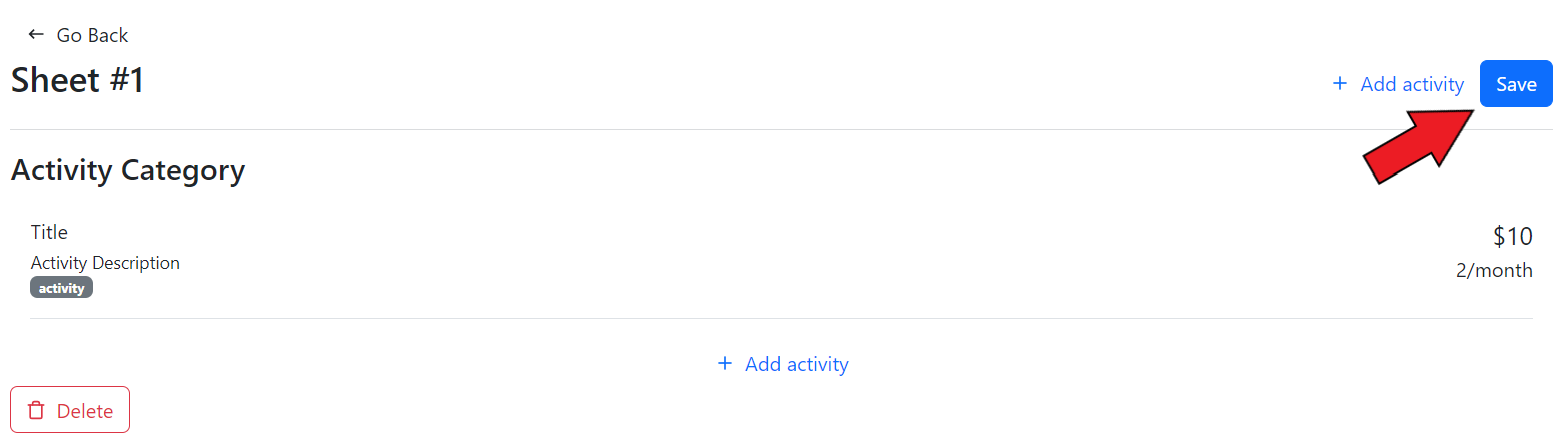 Go Back
Sheet #1
Add activity
Save
Activity Category
Title
$10
Activity Description
2/month
activity
Add activity
Delete